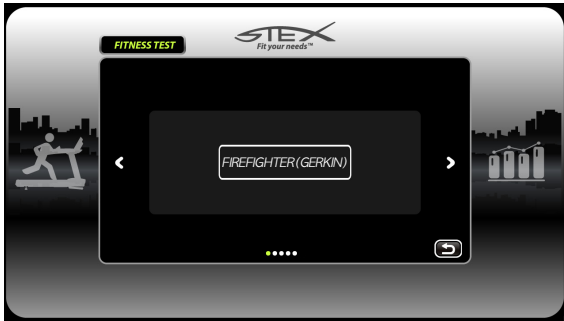 STEX
Fit your needs™
FITNESS TEST
FIREFIGHTER (GERKIN)